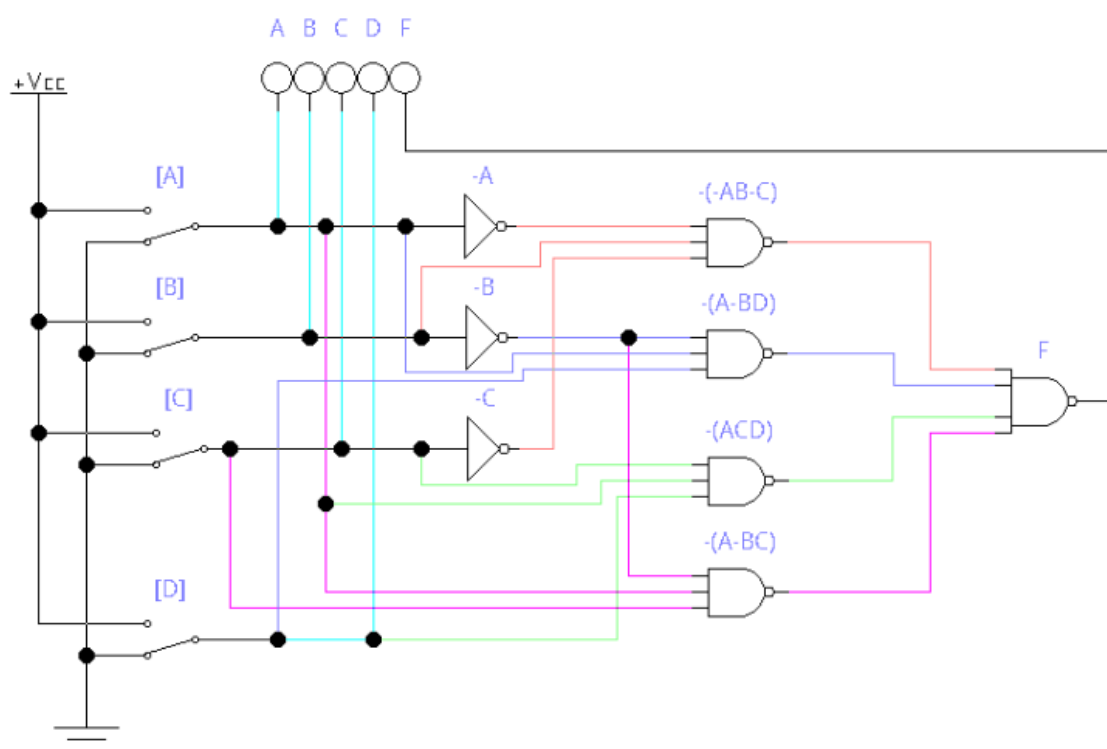 A B C D F
+Vcc
[A]
-A
-(-AB-C)
[B]
-B
-(A-BD)
F
[C]
-C
-(ACD)
-(A-BC)
[D]